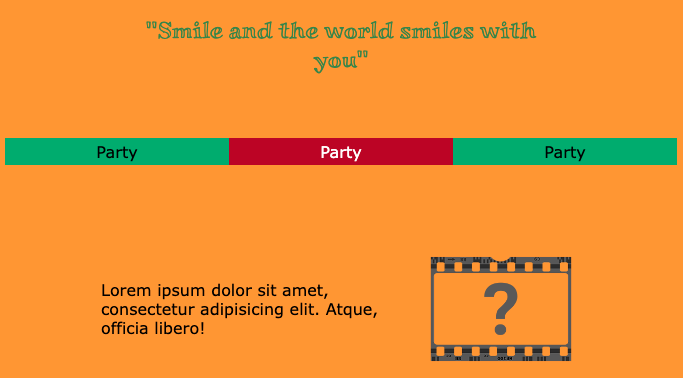 "Smile and the world smiles with
you"
Party Party Party
Lorem ipsum dolor sit amet,
consectetur adipisicing elit. Atque,
officia libero!
?